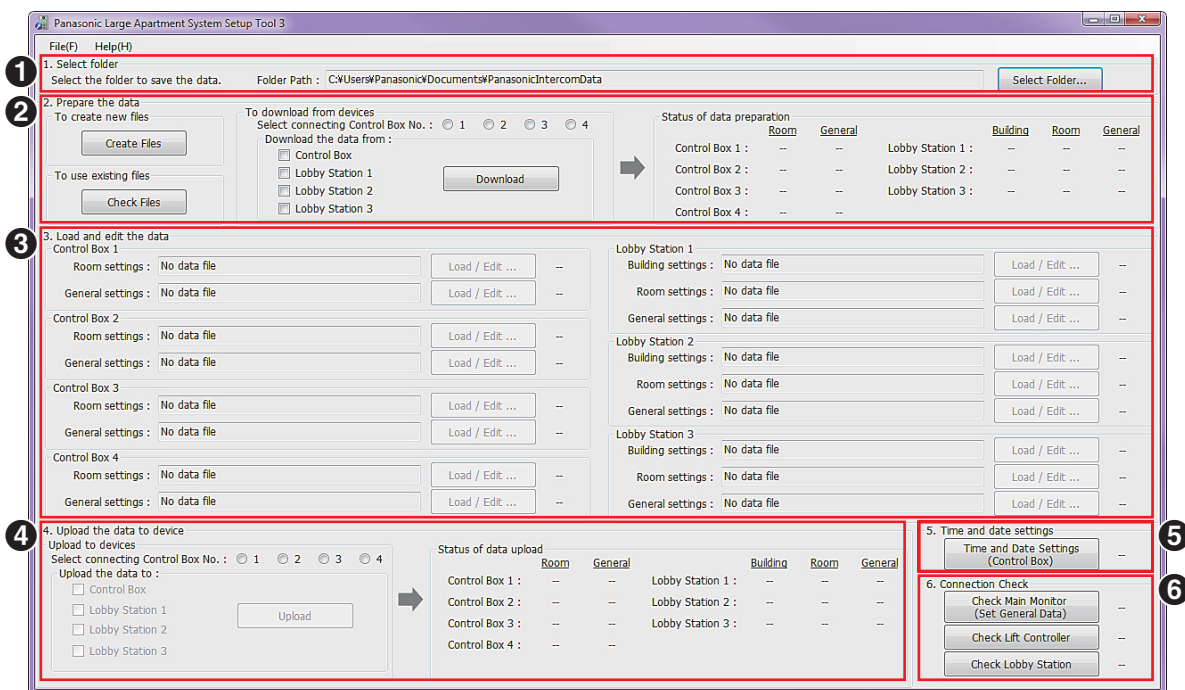 Panasonic Large Apartment System Setup Tool 3
File(F) Help(H)
1
1. Select folder
Select the folder to save the data. Folder Path : C:¥Users¥Panasonic¥Documents¥PanasonicIntercomData Select Folder...
2
2. Prepare the data
To create new files
Create Files
To use existing files
Check Files
To download from devices
Select connecting Control Box No. : 1 2 3 4
Download the data from :
Control Box
Lobby Station 1
Lobby Station 2
Lobby Station 3
Download
Status of data preparation
Room General Building Room General
Control Box 1 : -- -- Lobby Station 1 : -- -- --
Control Box 2 : -- -- Lobby Station 2 : -- -- --
Control Box 3 : -- -- Lobby Station 3 : -- -- --
Control Box 4 : -- --
3
3. Load and edit the data
Control Box 1
Room settings : No data file Load / Edit ... --
General settings : No data file Load / Edit ... --
Control Box 2
Room settings : No data file Load / Edit ... --
General settings : No data file Load / Edit ... --
Control Box 3
Room settings : No data file Load / Edit ... --
General settings : No data file Load / Edit ... --
Control Box 4
Room settings : No data file Load / Edit ... --
General settings : No data file Load / Edit ... --
Lobby Station 1
Building settings : No data file Load / Edit ... --
Room settings : No data file Load / Edit ... --
General settings : No data file Load / Edit ... --
Lobby Station 2
Building settings : No data file Load / Edit ... --
Room settings : No data file Load / Edit ... --
General settings : No data file Load / Edit ... --
Lobby Station 3
Building settings : No data file Load / Edit ... --
Room settings : No data file Load / Edit ... --
General settings : No data file Load / Edit ... --
4
4. Upload the data to device
Upload to devices
Select connecting Control Box No. : 1 2 3 4
Upload the data to :
Control Box
Lobby Station 1
Lobby Station 2
Lobby Station 3
Upload
Status of data upload
Room General Building Room General
Control Box 1 : -- -- Lobby Station 1 : -- -- --
Control Box 2 : -- -- Lobby Station 2 : -- -- --
Control Box 3 : -- -- Lobby Station 3 : -- -- --
Control Box 4 : -- --
5
5. Time and date settings
Time and Date Settings
(Control Box) --
6
6. Connection Check
Check Main Monitor
(Set General Data) --
Check Lift Controller --
Check Lobby Station --